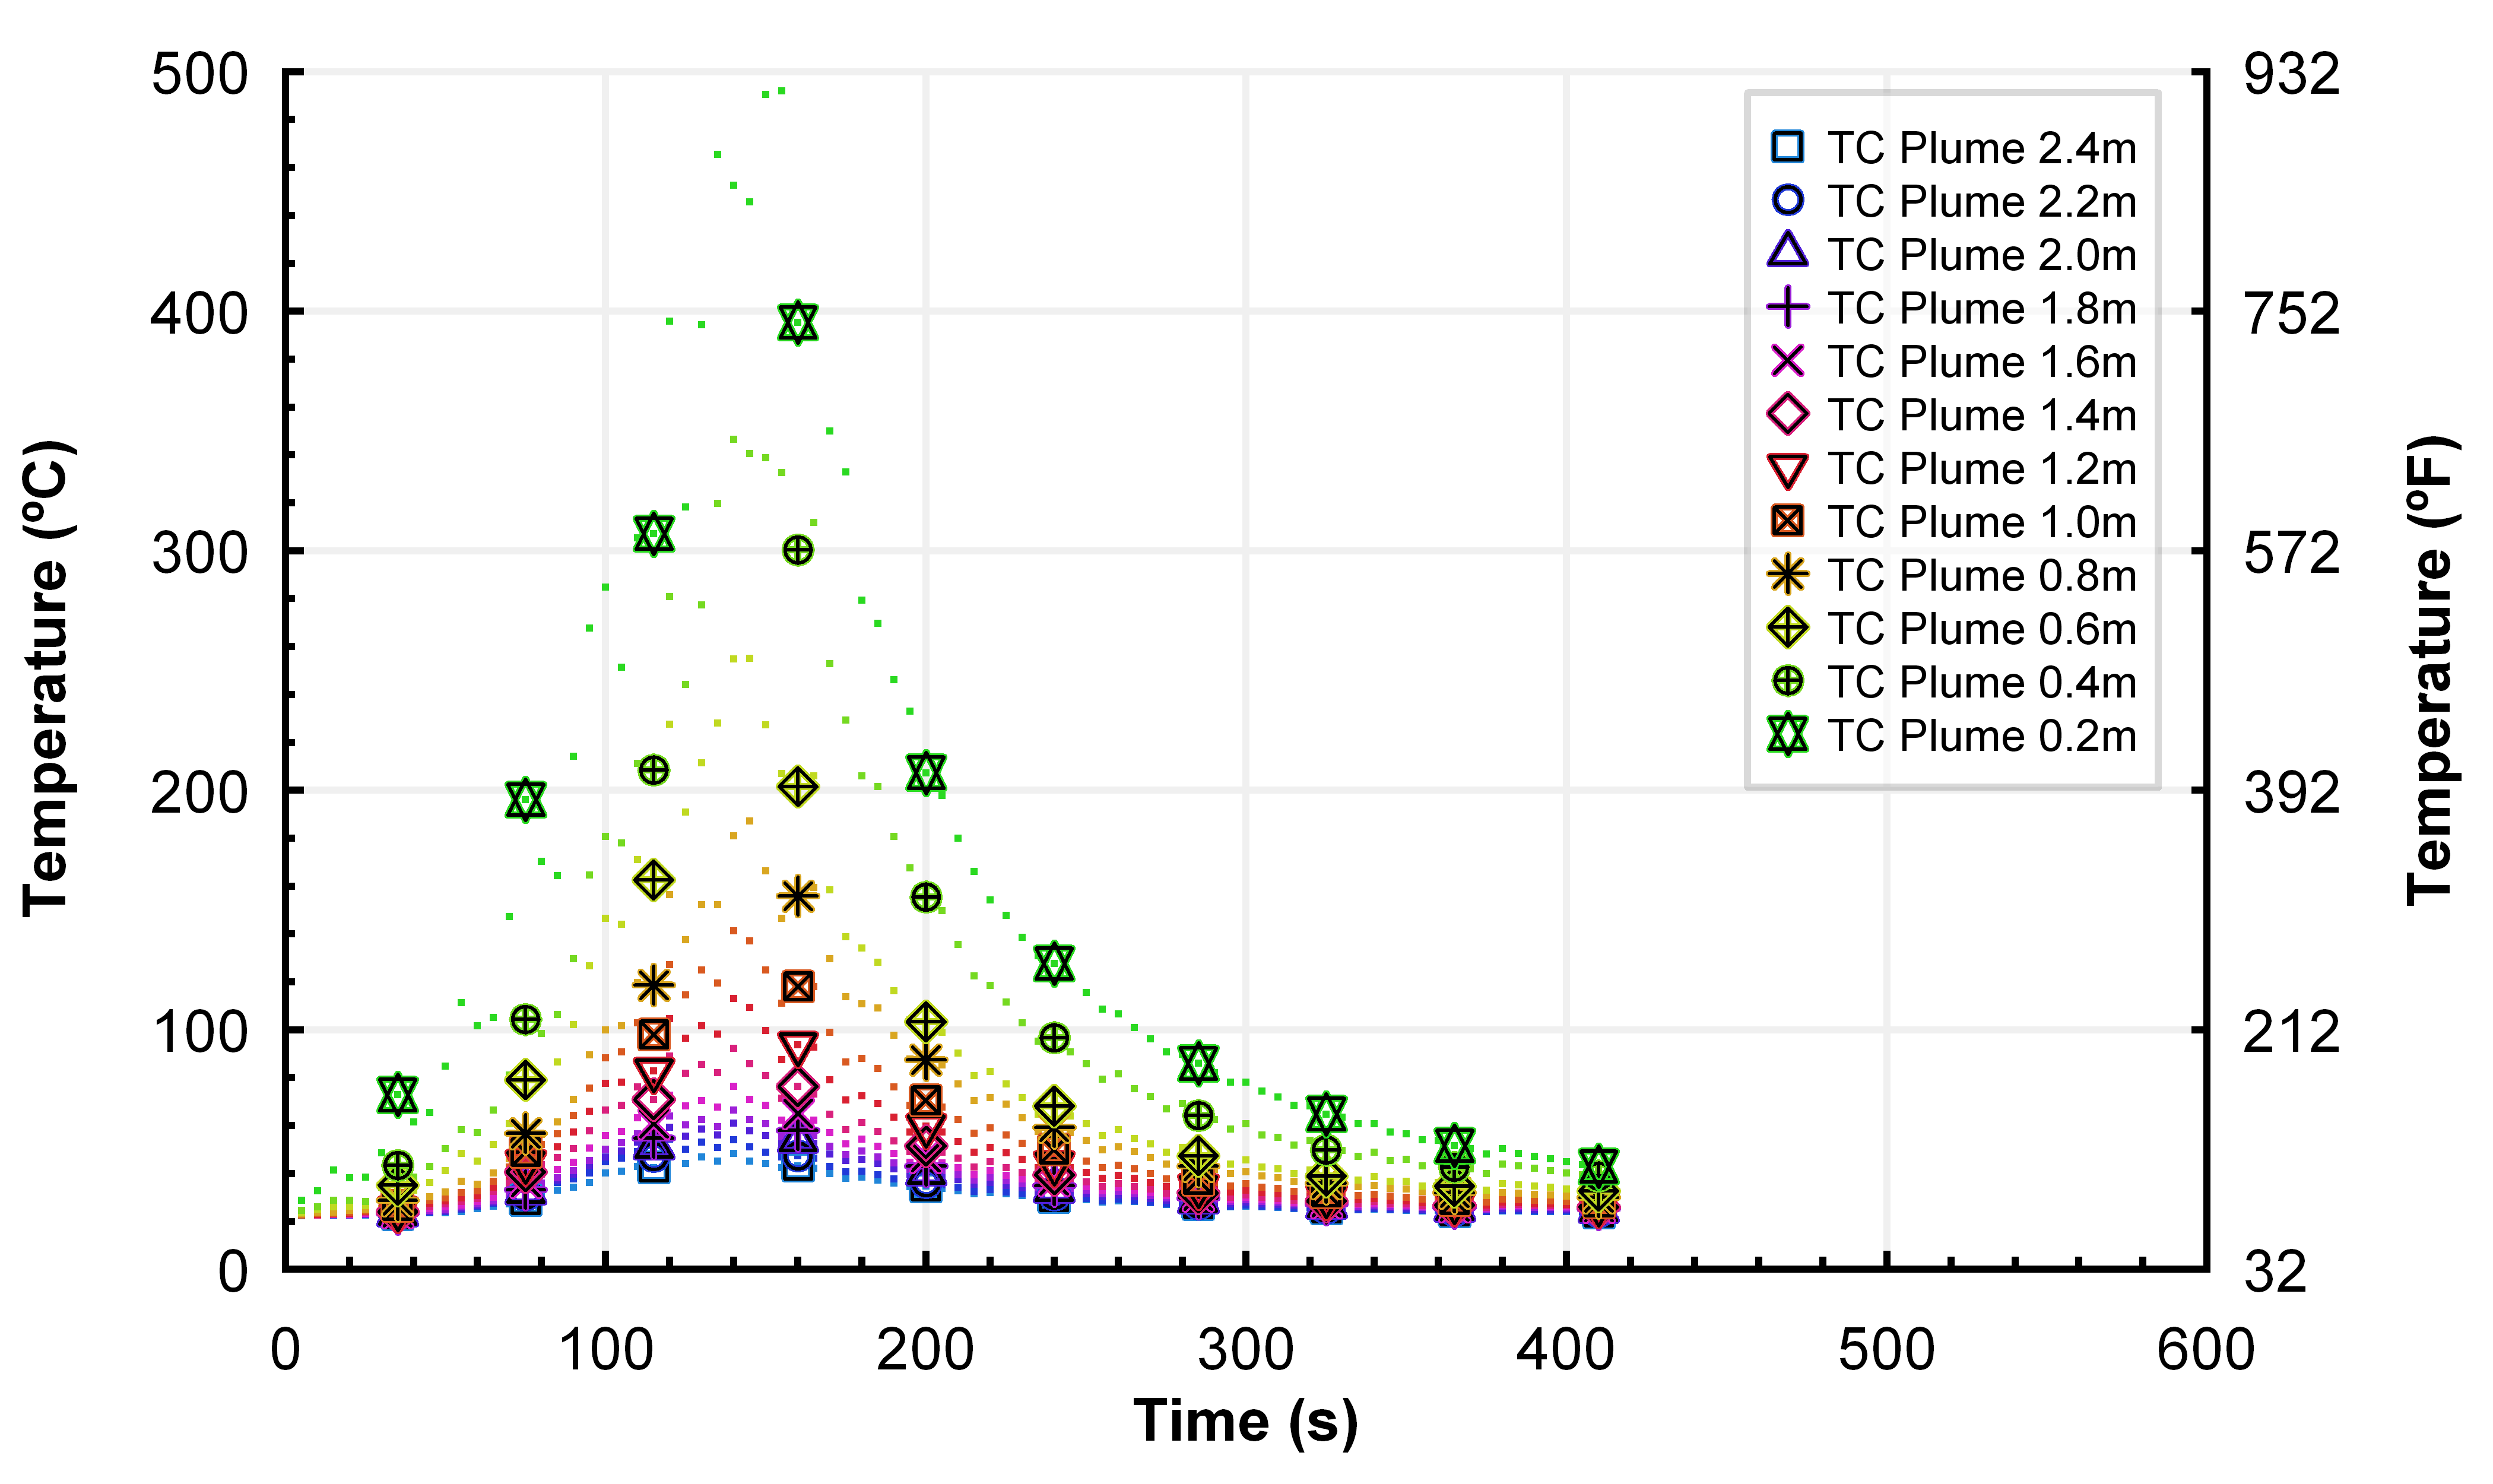 500
400
300
200
100
0
932
752
572
392
212
32
0 100 200 300 400 500 600
Time (s)
Temperature (ºC)
Temperature (ºF)
TC Plume 2.4m
TC Plume 2.2m
TC Plume 2.0m
TC Plume 1.8m
TC Plume 1.6m
TC Plume 1.4m
TC Plume 1.2m
TC Plume 1.0m
TC Plume 0.8m
TC Plume 0.6m
TC Plume 0.4m
TC Plume 0.2m